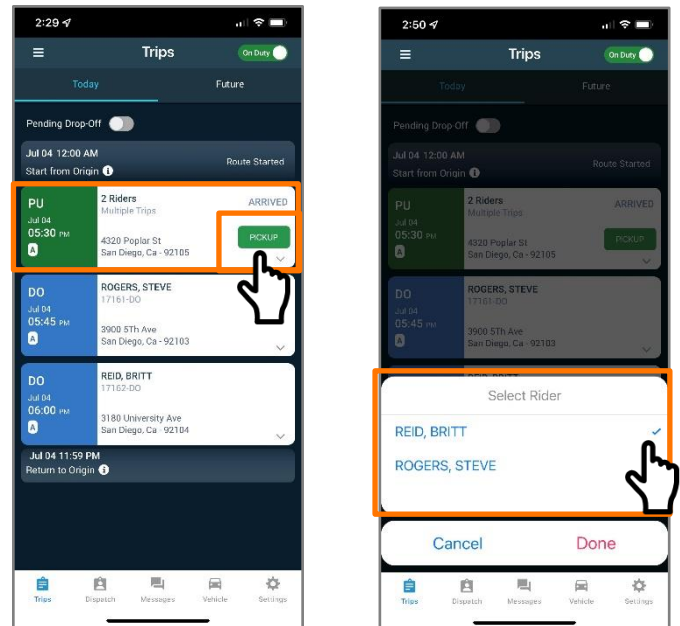 2:29
Trips
On Duty
Today
Future
Pending Drop-Off
Jul 04 12:00 AM
Start from Origin
Route Started
PU
Jul 04
05:30 PM
A
2 Riders
Multiple Trips
4320 Poplar St
San Diego, Ca - 92105
ARRIVED
PICKUP
DO
Jul 04
05:45 PM
A
ROGERS, STEVE
17161-DO
3900 5Th Ave
San Diego, Ca - 92103
DO
Jul 04
06:00 PM
A
REID, BRITT
17162-DO
3180 University Ave
San Diego, Ca - 92104
Jul 04 11:59 PM
Return to Origin
Trips
Dispatch
Messages
Vehicle
Settings
2:50
Trips
On Duty
Today
Future
Pending Drop-Off
Jul 04 12:00 AM
Start from Origin
Route Started
PU
Jul 04
05:30 PM
A
2 Riders
Multiple Trips
4320 Poplar St
San Diego, Ca - 92105
ARRIVED
PICKUP
DO
Jul 04
05:45 PM
A
ROGERS, STEVE
17161-DO
3900 5Th Ave
San Diego, Ca - 92103
DO
REID, BRITT
Select Rider
REID, BRITT
ROGERS, STEVE
Cancel
Done
Trips
Dispatch
Messages
Vehicle
Settings